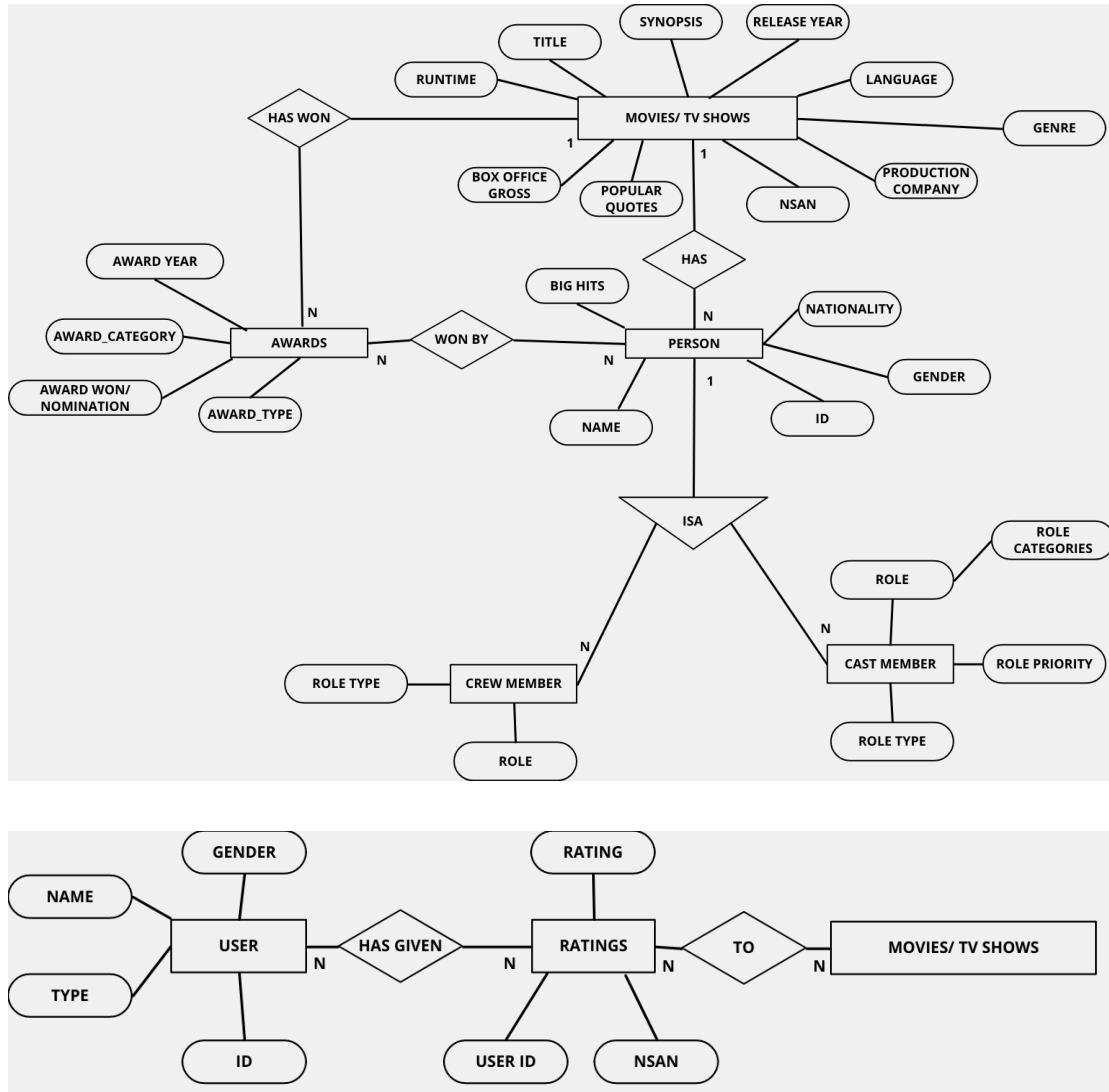 SYNOPSIS
RELEASE YEAR
TITLE
RUNTIME
LANGUAGE
HAS WON
MOVIES/ TV SHOWS
GENRE
1
1
BOX OFFICE
GROSS
POPULAR
QUOTES
NSAN
PRODUCTION
COMPANY
HAS
AWARD YEAR
BIG HITS
NATIONALITY
N
N
AWARD_CATEGORY
AWARDS
WON BY
PERSON
N
N
1
GENDER
AWARD WON/
NOMINATION
AWARD_TYPE
NAME
ID
ISA
ROLE
CATEGORIES
ROLE
N
N
CAST MEMBER
ROLE PRIORITY
ROLE TYPE
CREW MEMBER
ROLE TYPE
ROLE
GENDER
RATING
NAME
USER
HAS GIVEN
RATINGS
TO
MOVIES/ TV SHOWS
N
N
N
N
TYPE
ID
USER ID
NSAN